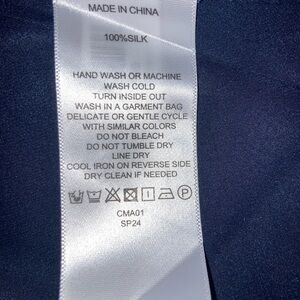 MADE IN CHINA
100%SILK
HAND WASH OR MACHINE
WASH COLD
TURN INSIDE OUT
WASH IN A GARMENT BAG
DELICATE OR GENTLE CYCLE
WITH SIMILAR COLORS
DO NOT BLEACH
DO NOT TUMBLE DRY
LINE DRY
COOL IRON ON REVERSE SIDE
DRY CLEAN IF NEEDED
P
CMA01
SP24